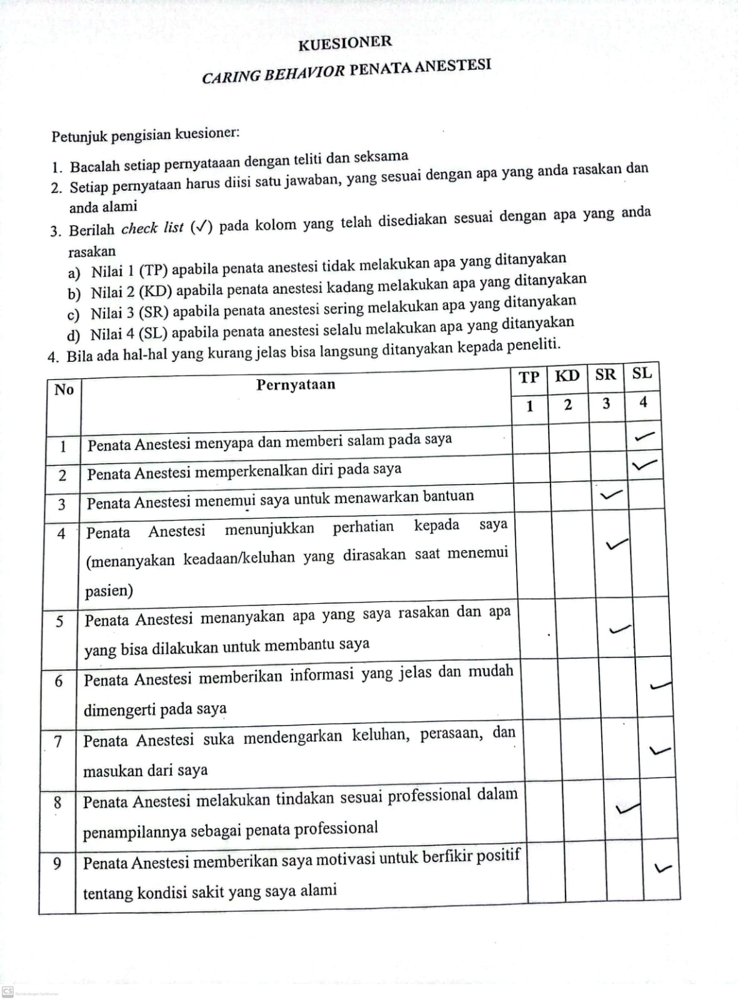 KUESIONER
CARING BEHAVIOR PENATA ANESTESI
Petunjuk pengisian kuesioner:
1. Bacalah setiap pernyataaan dengan teliti dan seksama
2. Setiap pernyataan harus diisi satu jawaban, yang sesuai dengan apa yang anda rasakan dan
anda alami
3. Berilah check list (✓) pada kolom yang telah disediakan sesuai dengan apa yang anda
rasakan
a) Nilai 1 (TP) apabila penata anestesi tidak melakukan apa yang ditanyakan
b) Nilai 2 (KD) apabila penata anestesi kadang melakukan apa yang ditanyakan
c) Nilai 3 (SR) apabila penata anestesi sering melakukan apa yang ditanyakan
d) Nilai 4 (SL) apabila penata anestesi selalu melakukan apa yang ditanyakan
4. Bila ada hal-hal yang kurang jelas bisa langsung ditanyakan kepada peneliti.
No Pernyataan TP KD SR SL
1 2 3 4
1 Penata Anestesi menyapa dan memberi salam pada saya ✓
2 Penata Anestesi memperkenalkan diri pada saya ✓
3 Penata Anestesi menemui saya untuk menawarkan bantuan ✓
4 Penata Anestesi menunjukkan perhatian kepada saya
(menanyakan keadaan/keluhan yang dirasakan saat menemui ✓
pasien)
5 Penata Anestesi menanyakan apa yang saya rasakan dan apa
yang bisa dilakukan untuk membantu saya ✓
6 Penata Anestesi memberikan informasi yang jelas dan mudah ✓
dimengerti pada saya
7 Penata Anestesi suka mendengarkan keluhan, perasaan, dan ✓
masukan dari saya
8 Penata Anestesi melakukan tindakan sesuai professional dalam ✓
penampilannya sebagai penata professional
9 Penata Anestesi memberikan saya motivasi untuk berfikir positif ✓
tentang kondisi sakit yang saya alami
CS